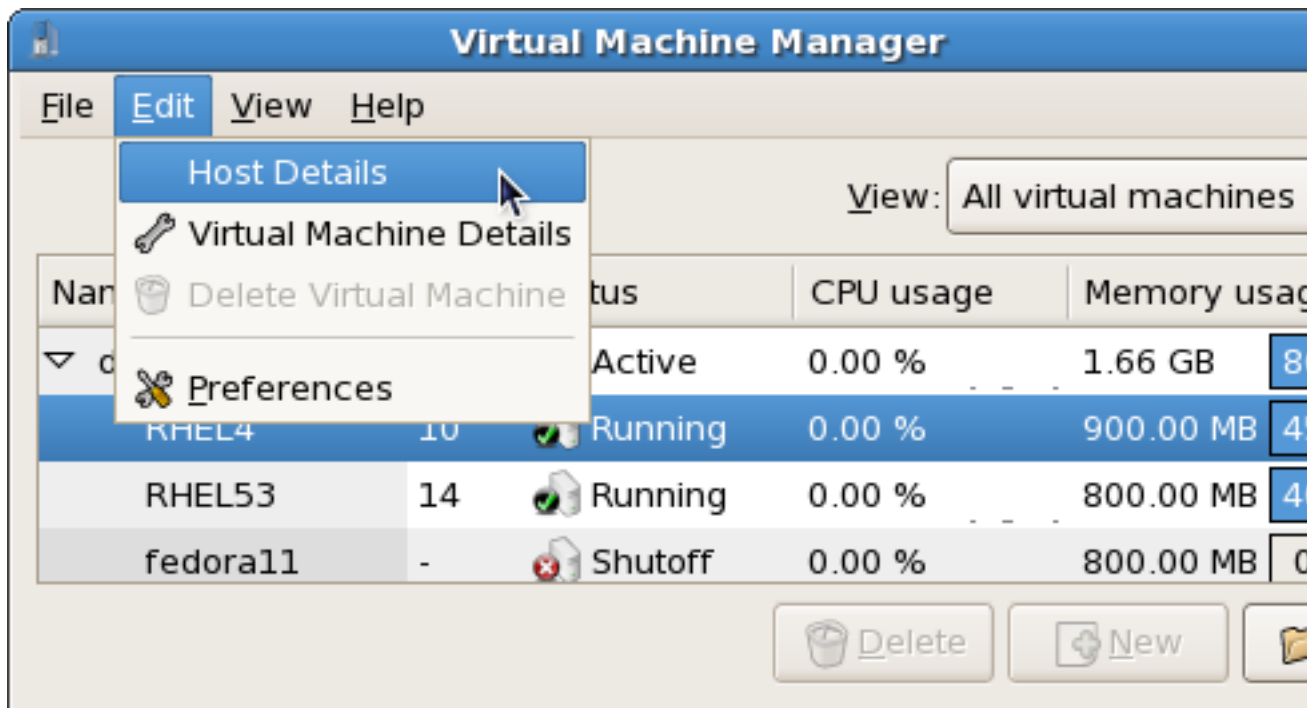 Virtual Machine Manager
File Edit View Help
Host Details
View: All virtual machines
Virtual Machine Details
Delete Virtual Machine
CPU usage
Preferences
Active 0.00 % 1.66 GB
RHEL4 10 Running 0.00 % 900.00 MB
RHEL53 14 Running 0.00 % 800.00 MB
fedora11 - Shutoff 0.00 % 800.00 MB
Delete New